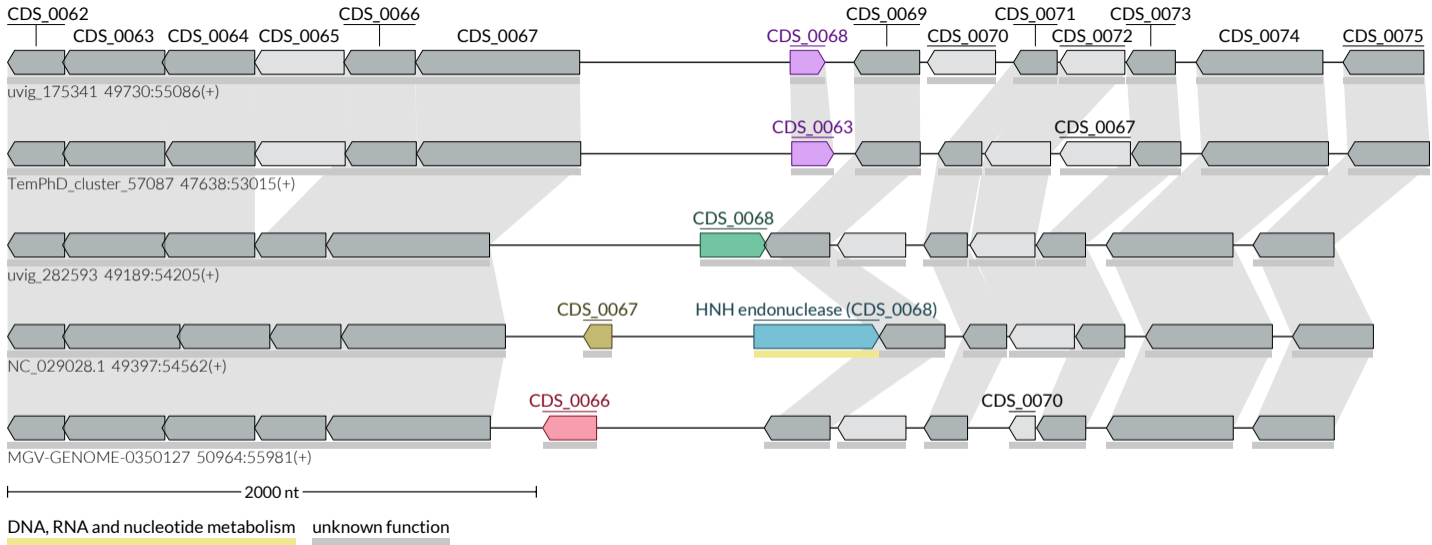 CDS_0062 CDS_0066 CDS_0069 CDS_0071 CDS_0073
CDS_0063 CDS_0064 CDS_0065 CDS_0067 CDS_0068 CDS_0070 CDS_0072 CDS_0074 CDS_0075
uvig_175341 49730:55086(+)
CDS_0063 CDS_0067
TemPhD_cluster_57087 47638:53015(+)
CDS_0068
uvig_282593 49189:54205(+)
CDS_0067 HNH endonuclease (CDS_0068)
NC_029028.1 49397:54562(+)
CDS_0066 CDS_0070
MGV-GENOME-0350127 50964:55981(+)
2000 nt
DNA, RNA and nucleotide metabolism unknown function